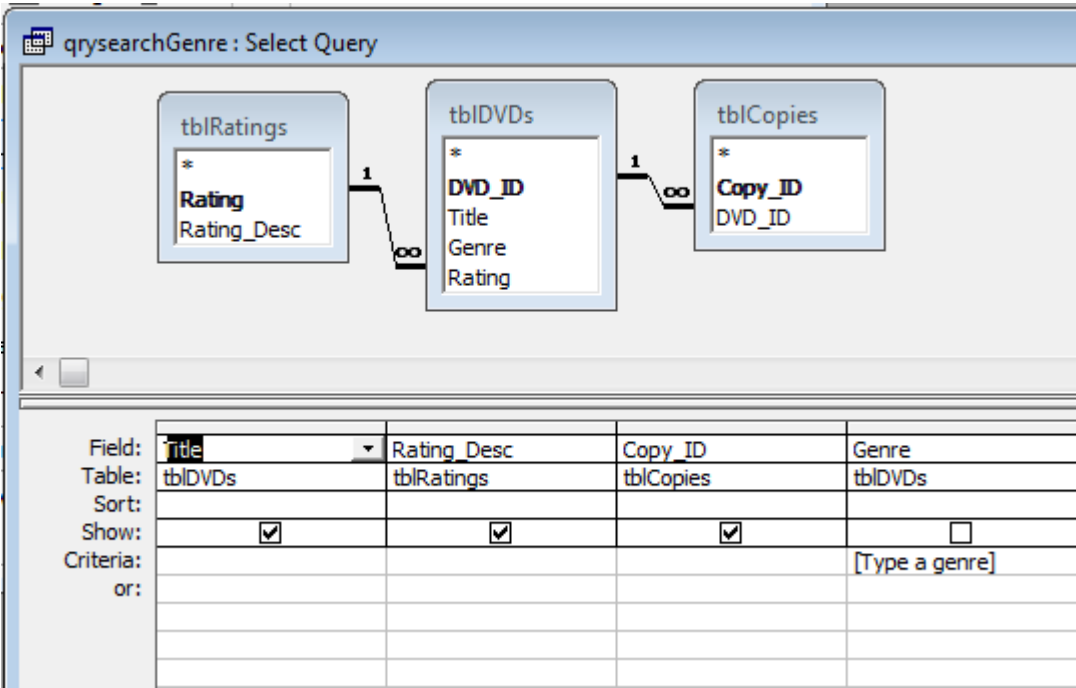 qrysearchGenre : Select Query
tblRatings
*
Rating
Rating_Desc
1
∞
tblDVDs
*
DVD_ID
Title
Genre
Rating
1
∞
tblCopies
*
Copy_ID
DVD_ID
Field: Title Rating_Desc Copy_ID Genre
Table: tblDVDs tblRatings tblCopies tblDVDs
Sort:
Show:
Criteria: [Type a genre]
or: